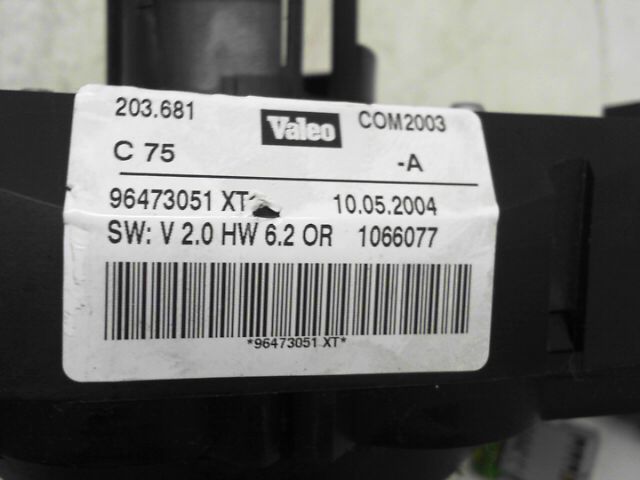 203.681 Valeo COM2003
C 75 -A
96473051 XT 10.05.2004
SW: V 2.0 HW 6.2 OR 1066077
*96473051 XT*